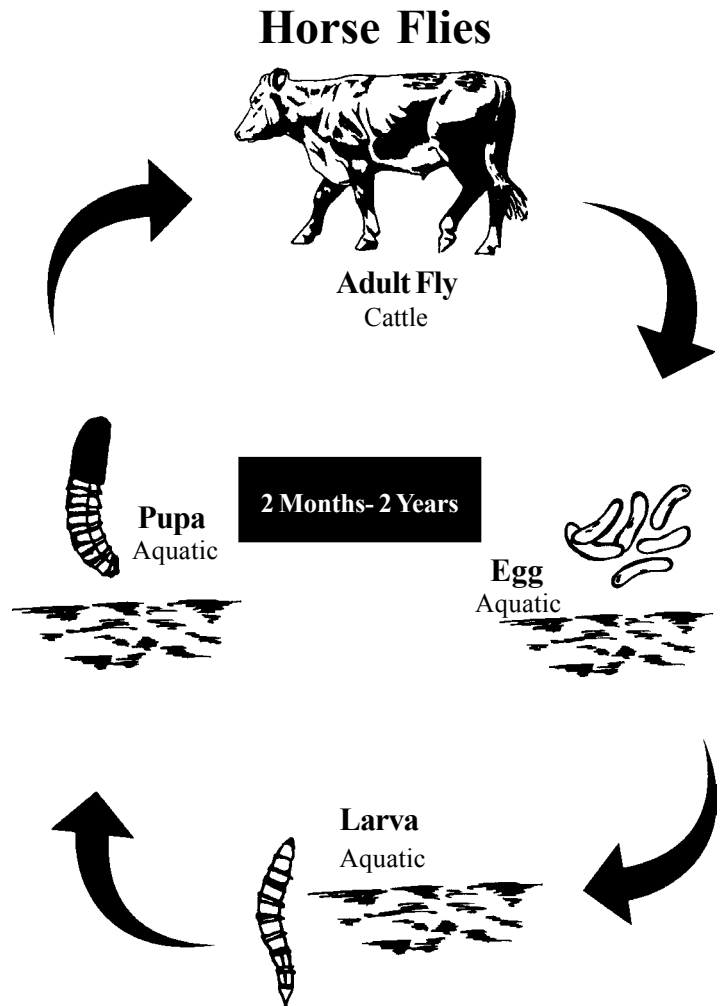 Horse Flies
Adult Fly
Cattle
Pupa
Aquatic
2 Months- 2 Years
Egg
Aquatic
Larva
Aquatic